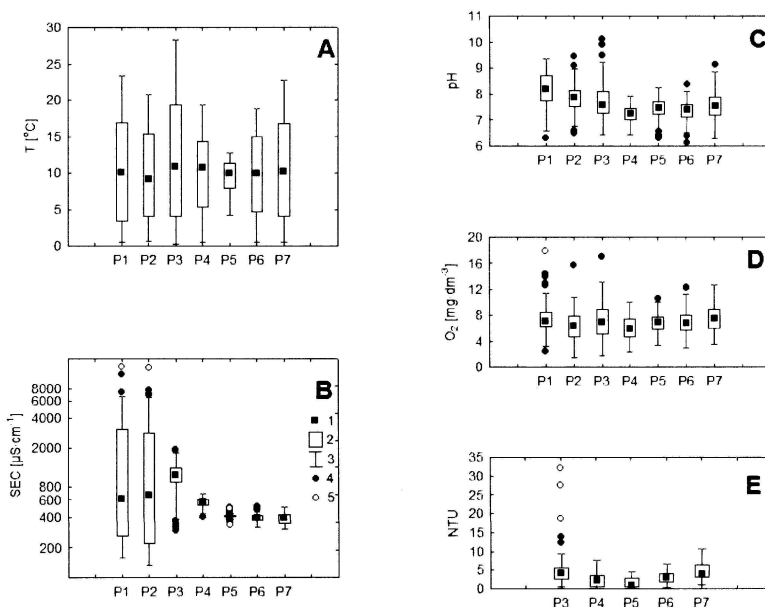 A
T [°C]
30
25
20
15
10
5
0
P1 P2 P3 P4 P5 P6 P7
B
SEC [µS·cm⁻¹]
8000
6000
4000
2000
800
600
400
200
1
2
3
4
5
P1 P2 P3 P4 P5 P6 P7
C
pH
11
10
9
8
7
6
P1 P2 P3 P4 P5 P6 P7
D
O₂ [mg dm⁻³]
20
16
12
8
4
0
P1 P2 P3 P4 P5 P6 P7
E
NTU
35
30
25
20
15
10
5
0
P3 P4 P5 P6 P7